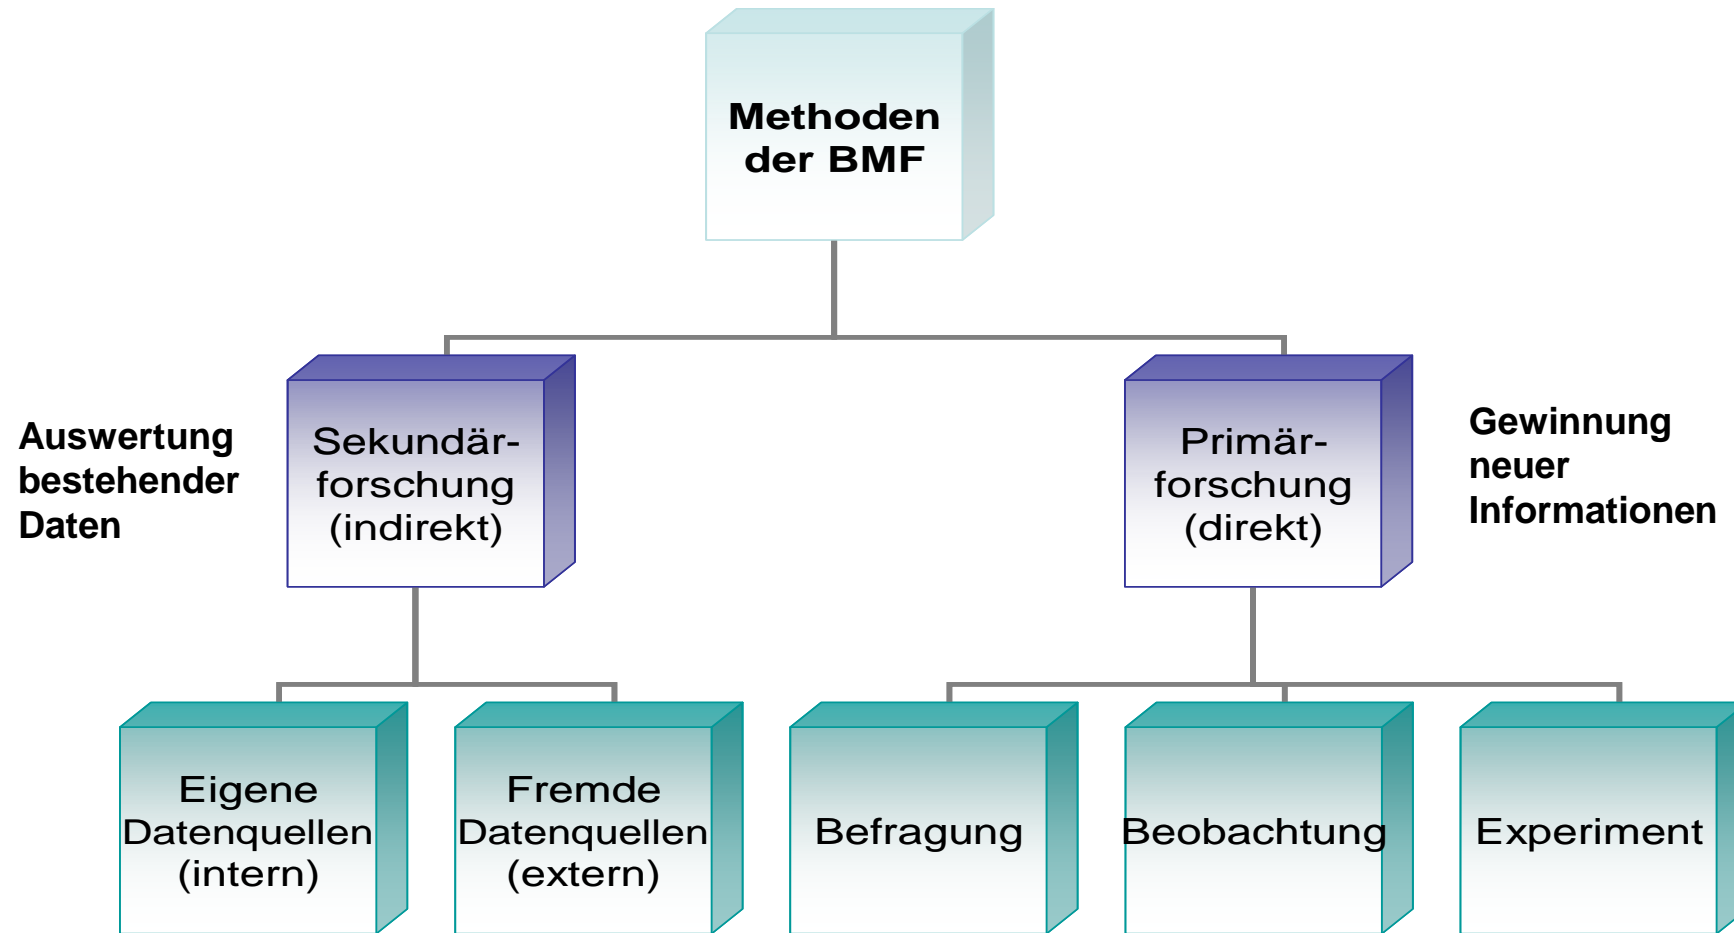 Methoden
der BMF
Auswertung
bestehender
Daten
Sekundär-
forschung
(indirekt)
Primär-
forschung
(direkt)
Gewinnung
neuer
Informationen
Eigene
Datenquellen
(intern)
Fremde
Datenquellen
(extern)
Befragung
Beobachtung
Experiment